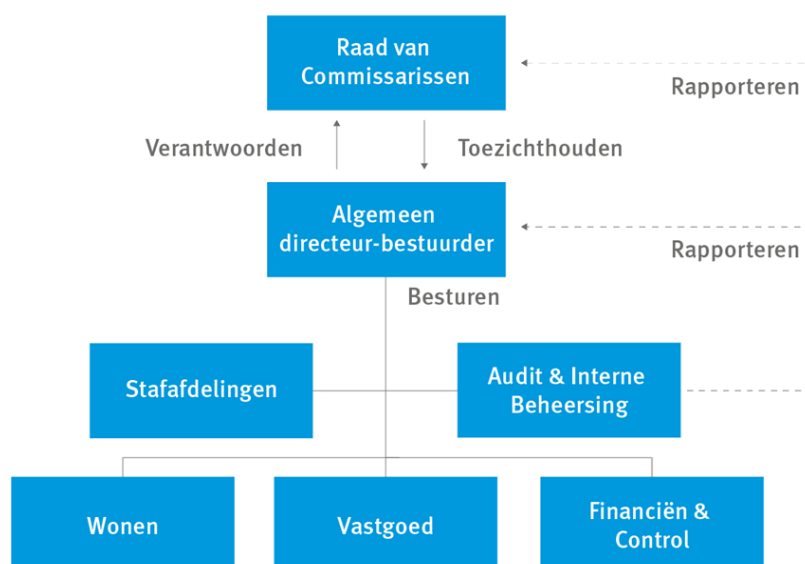 Raad van
Commissarissen
Rapporteren
Verantwoorden
Toezichthouden
Algemeen
directeur-bestuurder
Rapporteren
Besturen
Stafafdelingen
Audit & Interne
Beheersing
Wonen
Vastgoed
Financiën &
Control